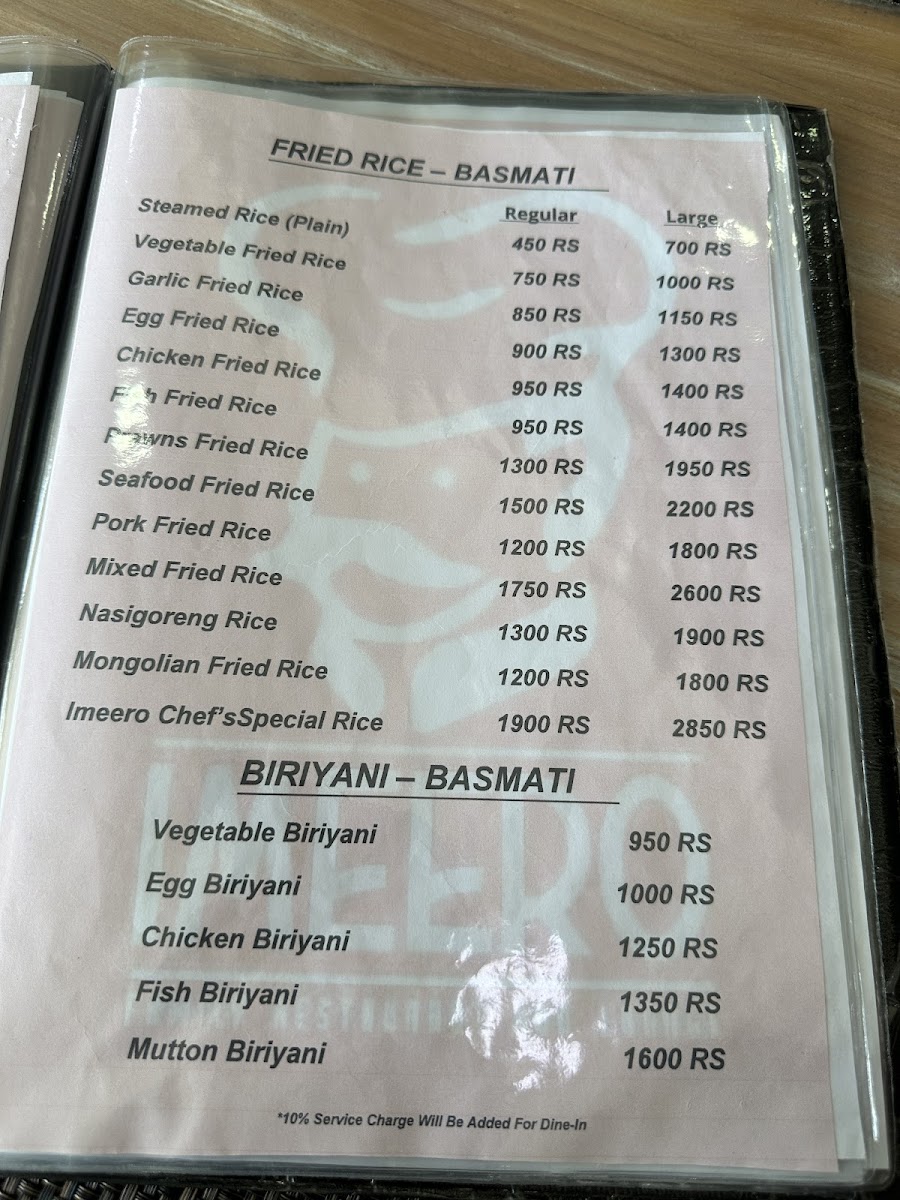 FRIED RICE – BASMATI
Regular Large
Steamed Rice (Plain) 450 RS 700 RS
Vegetable Fried Rice 750 RS 1000 RS
Garlic Fried Rice 850 RS 1150 RS
Egg Fried Rice 900 RS 1300 RS
Chicken Fried Rice 950 RS 1400 RS
Fish Fried Rice 950 RS 1400 RS
Prawns Fried Rice 1300 RS 1950 RS
Seafood Fried Rice 1500 RS 2200 RS
Pork Fried Rice 1200 RS 1800 RS
Mixed Fried Rice 1750 RS 2600 RS
Nasigoreng Rice 1300 RS 1900 RS
Mongolian Fried Rice 1200 RS 1800 RS
Imeero Chef'sSpecial Rice 1900 RS 2850 RS
BIRIYANI – BASMATI
IMEERO
Vegetable Biriyani 950 RS
Egg Biriyani 1000 RS
Chicken Biriyani 1250 RS
Fish Biriyani 1350 RS
Mutton Biriyani 1600 RS
*10% Service Charge Will Be Added For Dine-In